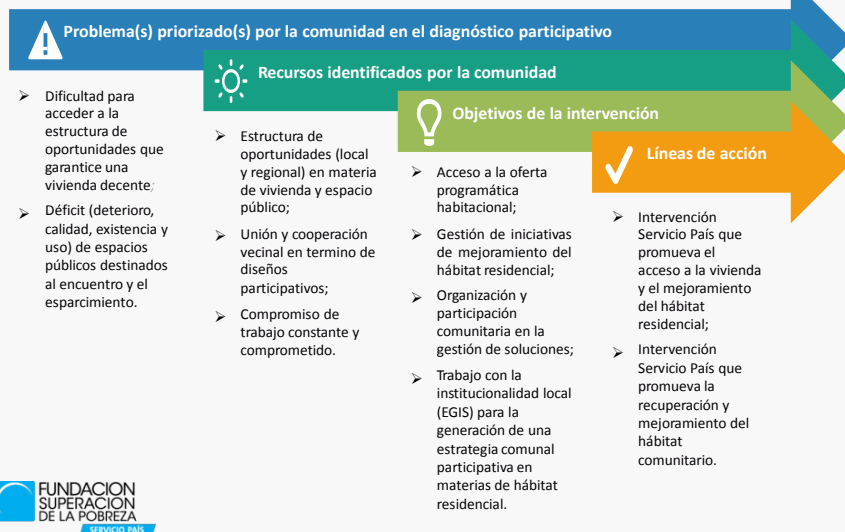 Problema(s) priorizado(s) por la comunidad en el diagnóstico participativo
Recursos identificados por la comunidad
Objetivos de la intervención
Líneas de acción
➢ Dificultad para
acceder a la
estructura de
oportunidades que
garantice una
vivienda decente;
➢ Déficit (deterioro,
calidad, existencia y
uso) de espacios
públicos destinados
al encuentro y el
esparcimiento.
➢ Estructura de
oportunidades (local
y regional) en materia
de vivienda y espacio
público;
➢ Unión y cooperación
vecinal en termino de
diseños
participativos;
➢ Compromiso de
trabajo constante y
comprometido.
➢ Acceso a la oferta
programática
habitacional;
➢ Gestión de iniciativas
de mejoramiento del
hábitat residencial;
➢ Organización y
participación
comunitaria en la
gestión de soluciones;
➢ Trabajo con la
institucionalidad local
(EGIS) para la
generación de una
estrategia comunal
participativa en
materias de hábitat
residencial.
➢ Intervención
Servicio País que
promueva el
acceso a la vivienda
y el mejoramiento
del hábitat
residencial;
➢ Intervención
Servicio País que
promueva la
recuperación y
mejoramiento del
hábitat
comunitario.
FUNDACION
SUPERACION
DE LA POBREZA
SERVICIO PAÍS